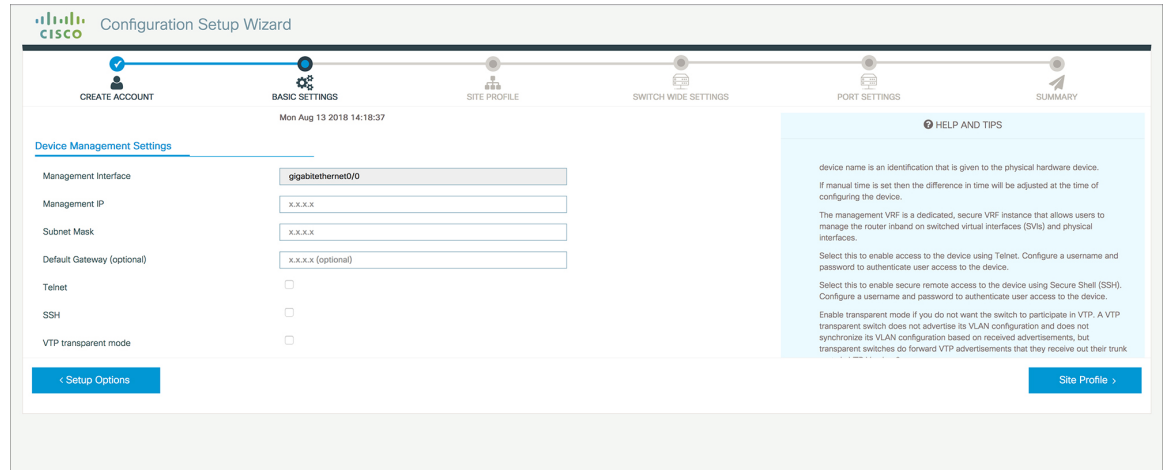 CISCO
Configuration Setup Wizard
CREATE ACCOUNT
BASIC SETTINGS
SITE PROFILE
SWITCH WIDE SETTINGS
PORT SETTINGS
SUMMARY
Mon Aug 13 2018 14:18:37
Device Management Settings
Management Interface
gigabitethernet0/0
Management IP
x.x.x.x
Subnet Mask
x.x.x.x
Default Gateway (optional)
x.x.x.x (optional)
Telnet
SSH
VTP transparent mode
HELP AND TIPS
device name is an identification that is given to the physical hardware device.
If manual time is set then the difference in time will be adjusted at the time of
configuring the device.
The management VRF is a dedicated, secure VRF instance that allows users to
manage the router inband on switched virtual interfaces (SVIs) and physical
interfaces.
Select this to enable access to the device using Telnet. Configure a username and
password to authenticate user access to the device.
Select this to enable secure remote access to the device using Secure Shell (SSH).
Configure a username and password to authenticate user access to the device.
Enable transparent mode if you do not want the switch to participate in VTP. A VTP
transparent switch does not advertise its VLAN configuration and does not
synchronize its VLAN configuration based on received advertisements, but
transparent switches do forward VTP advertisements that they receive out their trunk
‹ Setup Options
Site Profile ›